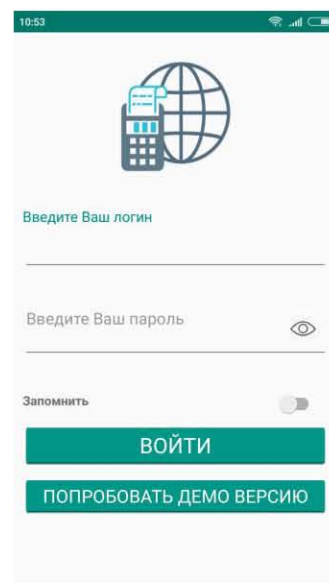 10:53
Введите Ваш логин
Введите Ваш пароль
Запомнить
ВОЙТИ
ПОПРОБОВАТЬ ДЕМО ВЕРСИЮ